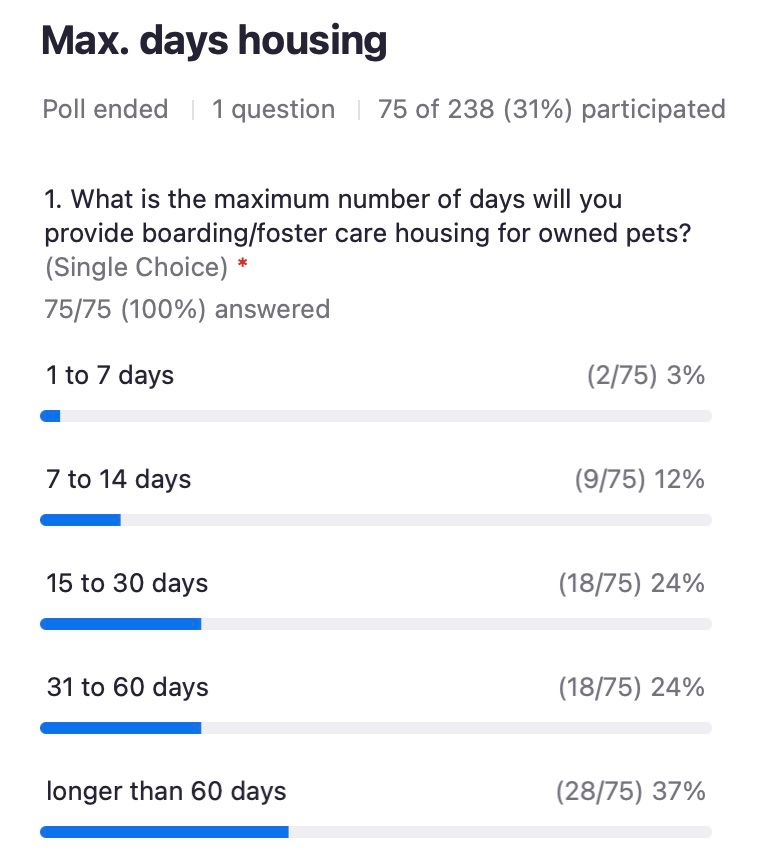 Max. days housing
Poll ended | 1 question | 75 of 238 (31%) participated
1. What is the maximum number of days will you
provide boarding/foster care housing for owned pets?
(Single Choice) *
75/75 (100%) answered
1 to 7 days (2/75) 3%
7 to 14 days (9/75) 12%
15 to 30 days (18/75) 24%
31 to 60 days (18/75) 24%
longer than 60 days (28/75) 37%